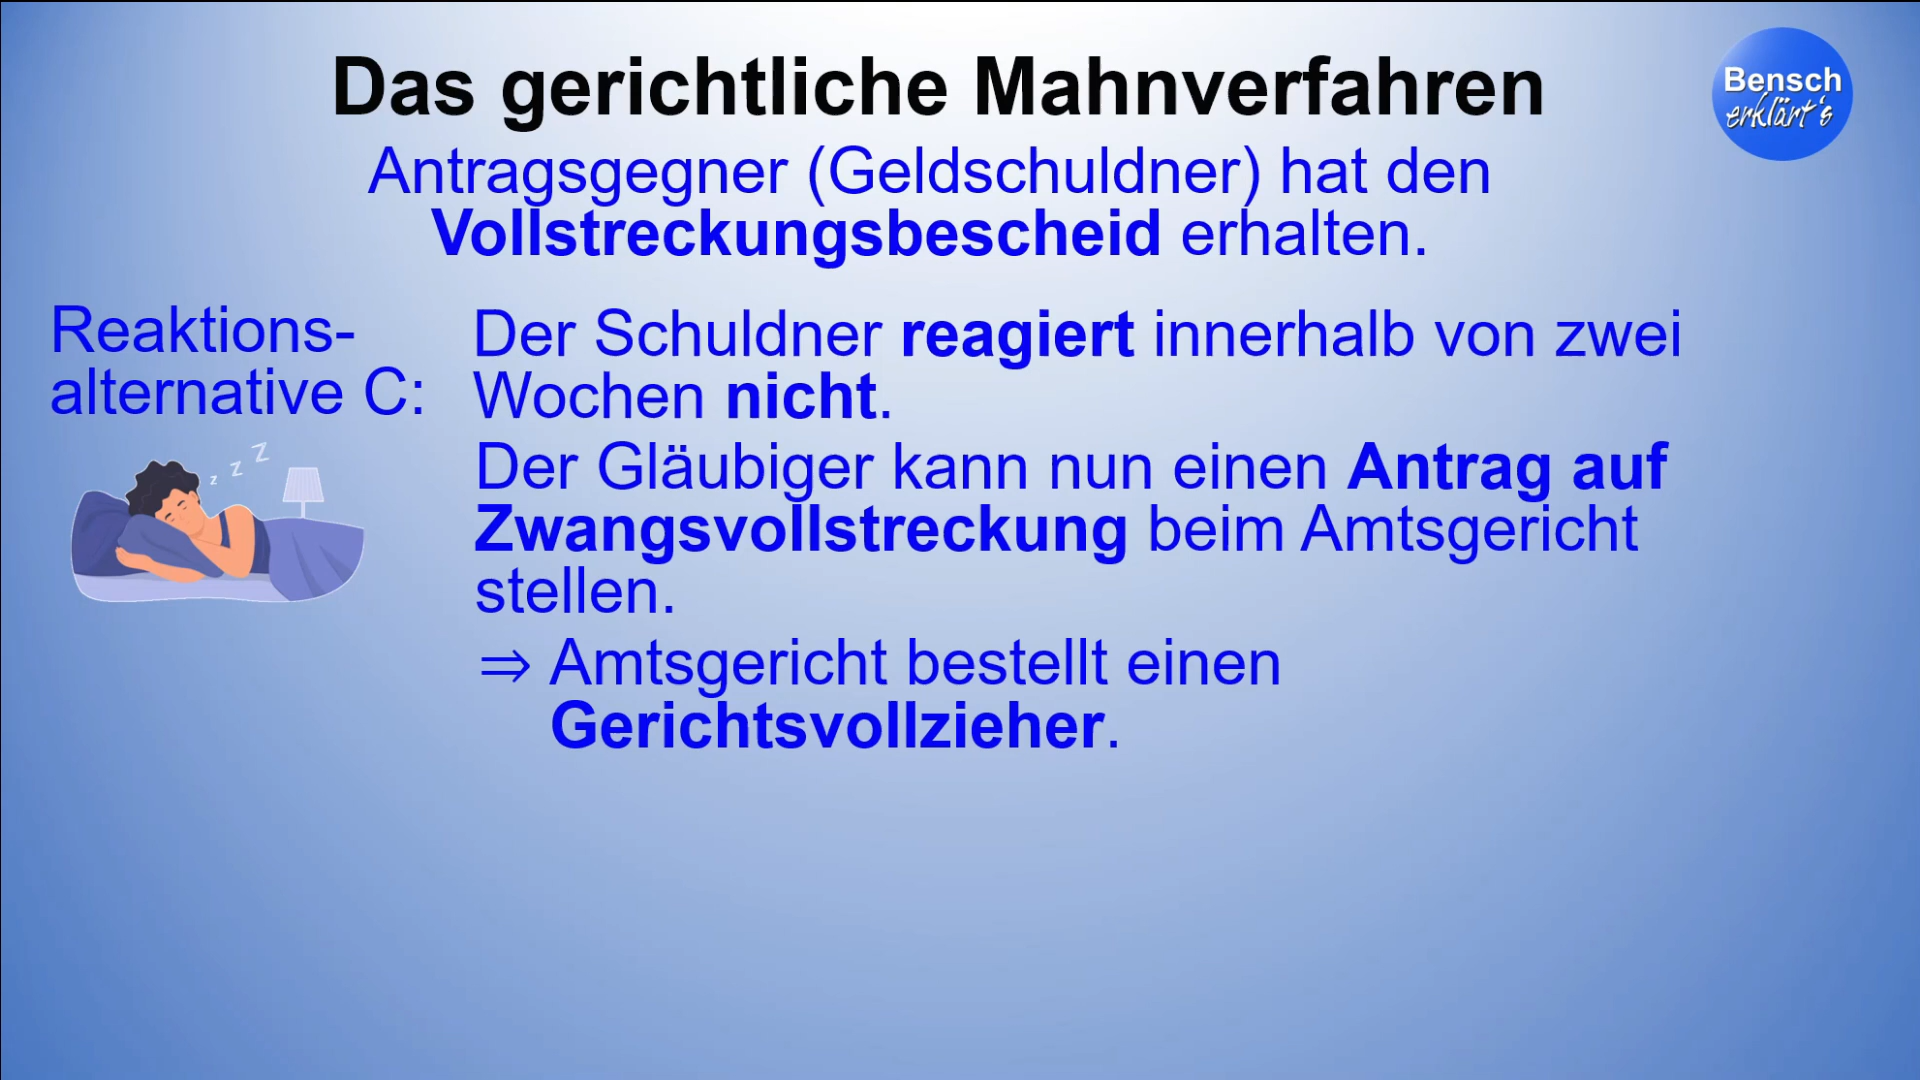 Das gerichtliche Mahnverfahren
Bensch
erklärt's
Antragsgegner (Geldschuldner) hat den
Vollstreckungsbescheid erhalten.
Reaktions-
alternative C:
Der Schuldner reagiert innerhalb von zwei
Wochen nicht.
Der Gläubiger kann nun einen Antrag auf
Zwangsvollstreckung beim Amtsgericht
stellen.
⇒ Amtsgericht bestellt einen
Gerichtsvollzieher.
z z z